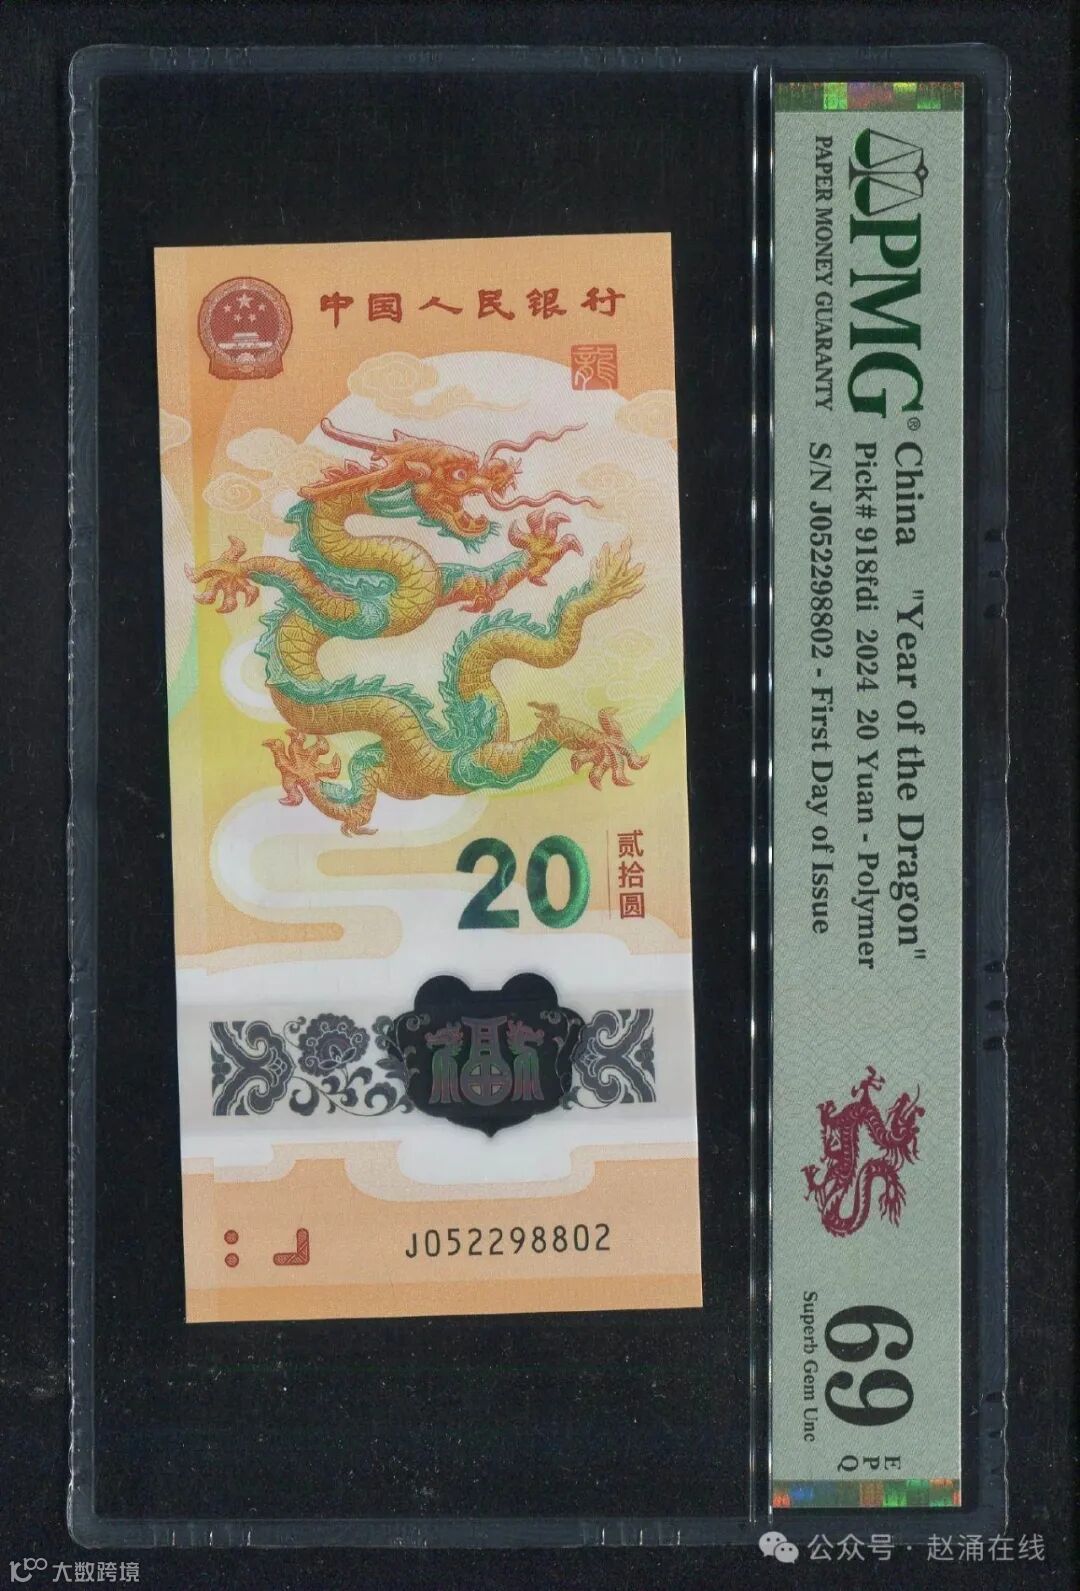 中国人民银行
龍
20
贰拾圆
福
J052298802
PMG®
PAPER MONEY GUARANTY
China "Year of the Dragon"
Pick# 918fdi 2024 20 Yuan - Polymer
S/N J052298802 - First Day of Issue
69
EPQ
Superb Gem Unc
公众号 · 赵涌在线
大数跨境